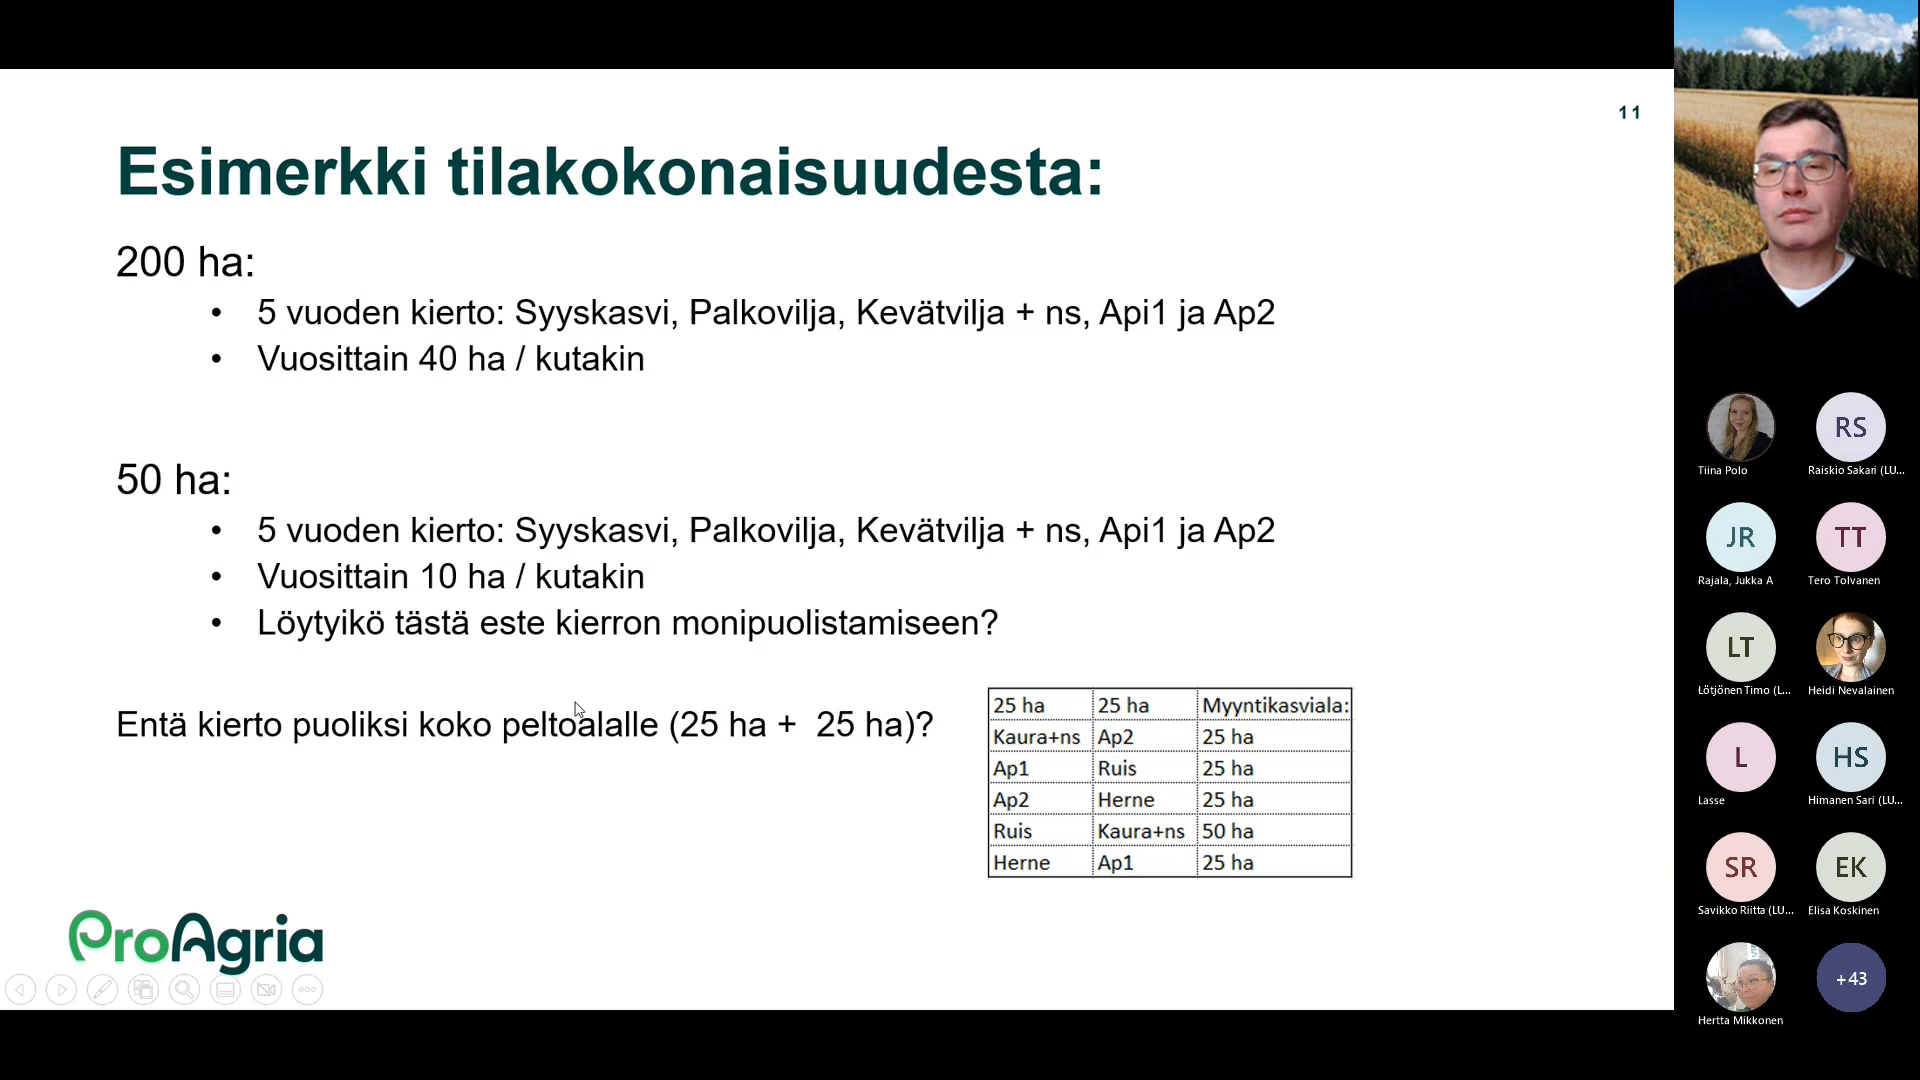 11
Esimerkki tilakokonaisuudesta:
200 ha:
• 5 vuoden kierto: Syyskasvi, Palkovilja, Kevätvilja + ns, Api1 ja Ap2
• Vuosittain 40 ha / kutakin
50 ha:
• 5 vuoden kierto: Syyskasvi, Palkovilja, Kevätvilja + ns, Api1 ja Ap2
• Vuosittain 10 ha / kutakin
• Löytyikö tästä este kierron monipuolistamiseen?
Entä kierto puoliksi koko peltoalalle (25 ha + 25 ha)?
25 ha 25 ha Myyntikasviala:
Kaura+ns Ap2 25 ha
Ap1 Ruis 25 ha
Ap2 Herne 25 ha
Ruis Kaura+ns 50 ha
Herne Ap1 25 ha
ProAgria
RS
Tiina Polo Raiskio Sakari (LU...
JR TT
Rajala, Jukka A Tero Tolvanen
LT
Lötjönen Timo (L... Heidi Nevalainen
L HS
Lasse Himanen Sari (LU...
SR EK
Savikko Riitta (LU... Elisa Koskinen
+43
Hertta Mikkonen